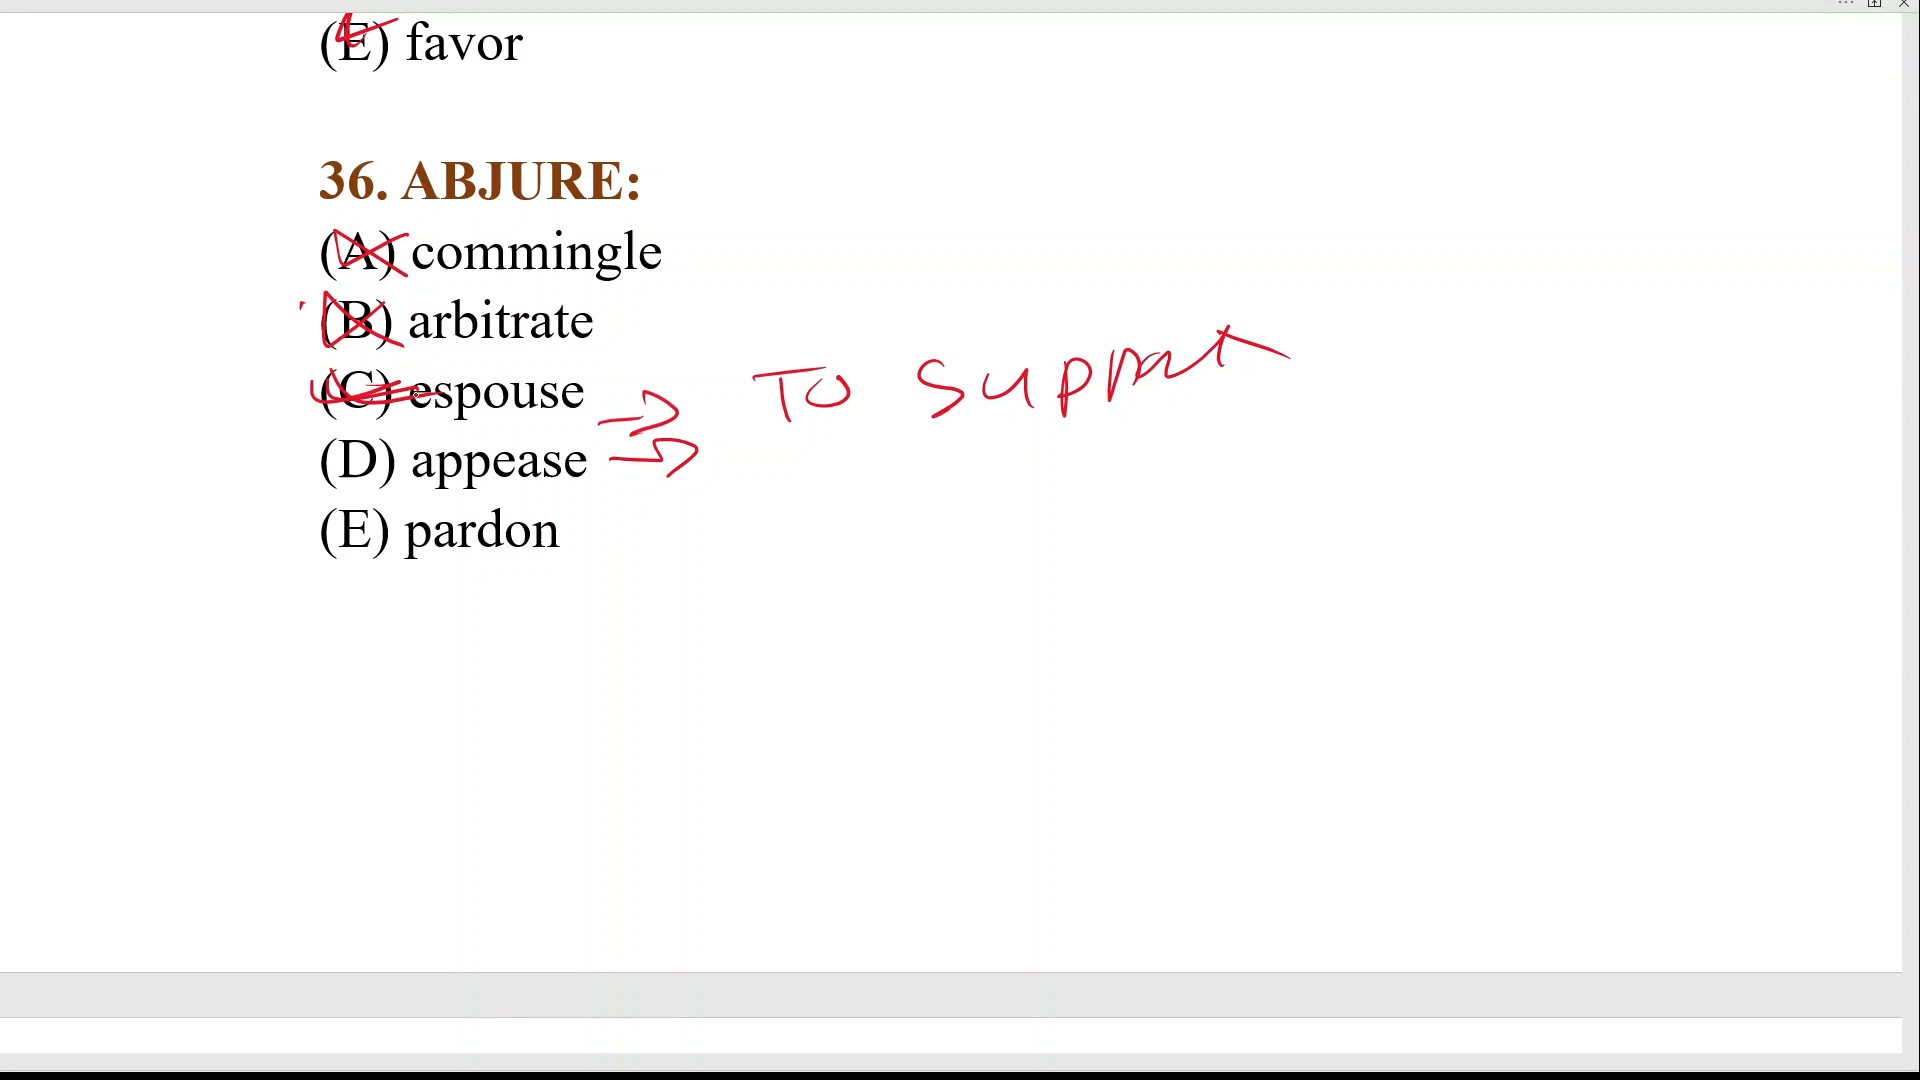 (E) favor
36. ABJURE:
(A) commingle
(B) arbitrate
(C) espouse
To support
(D) appease
(E) pardon